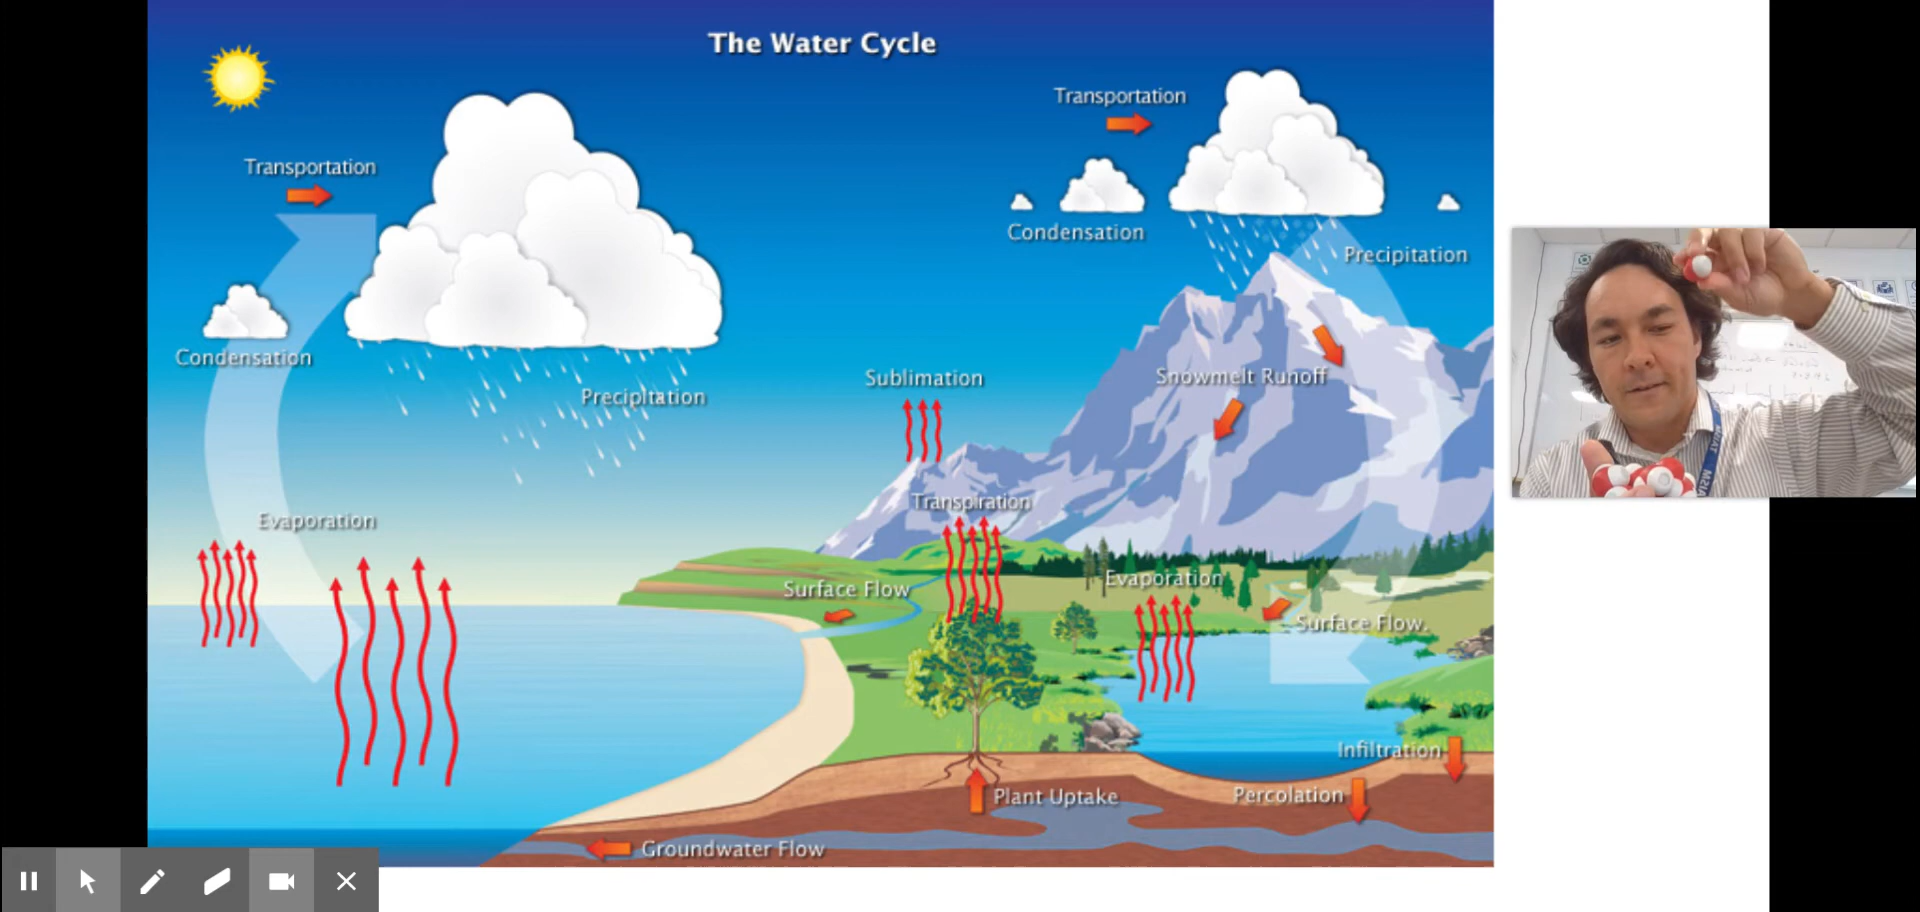 The Water Cycle
Transportation
Transportation
Condensation
Precipitation
Condensation
Precipitation
Sublimation
Snowmelt Runoff
Transpiration
Evaporation
Surface Flow
Evaporation
Surface Flow
Infiltration
Plant Uptake
Percolation
Groundwater Flow